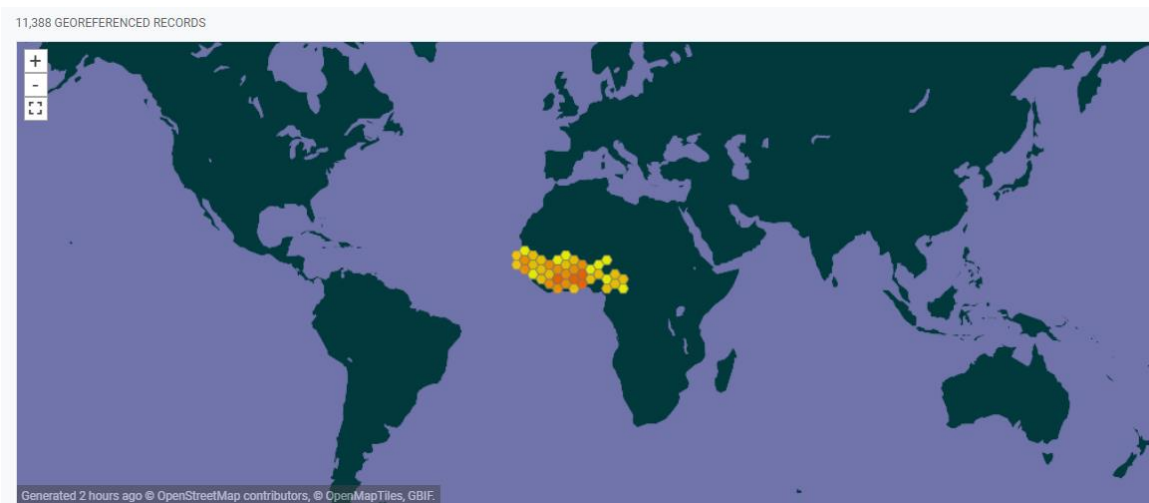 11,388 GEOREFERENCED RECORDS
+
-
Generated 2 hours ago © OpenStreetMap contributors, © OpenMapTiles, GBIF.